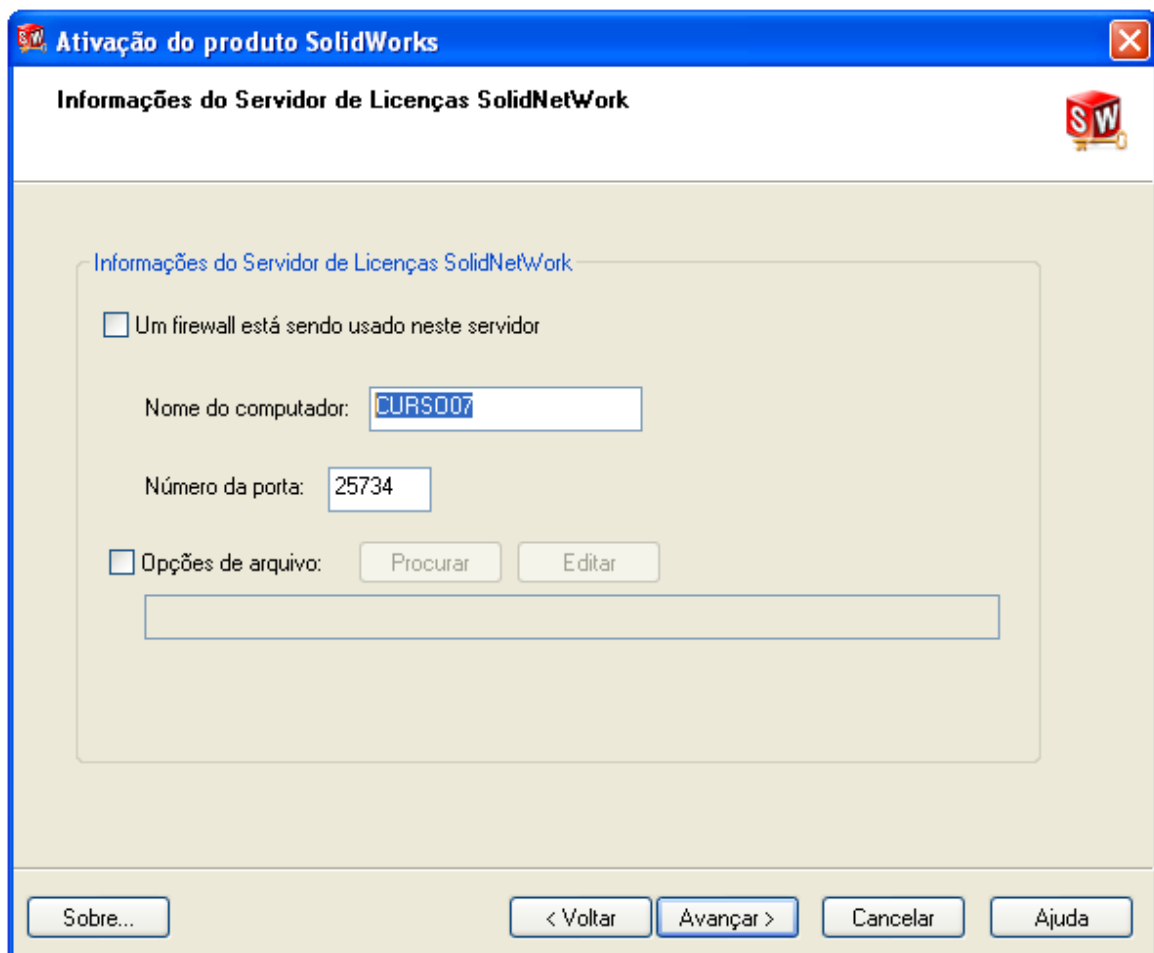 Ativação do produto SolidWorks
Informações do Servidor de Licenças SolidNetWork
SW
Informações do Servidor de Licenças SolidNetWork
Um firewall está sendo usado neste servidor
Nome do computador: CURSO07
Número da porta: 25734
Opções de arquivo: Procurar Editar
Sobre... < Voltar Avançar > Cancelar Ajuda